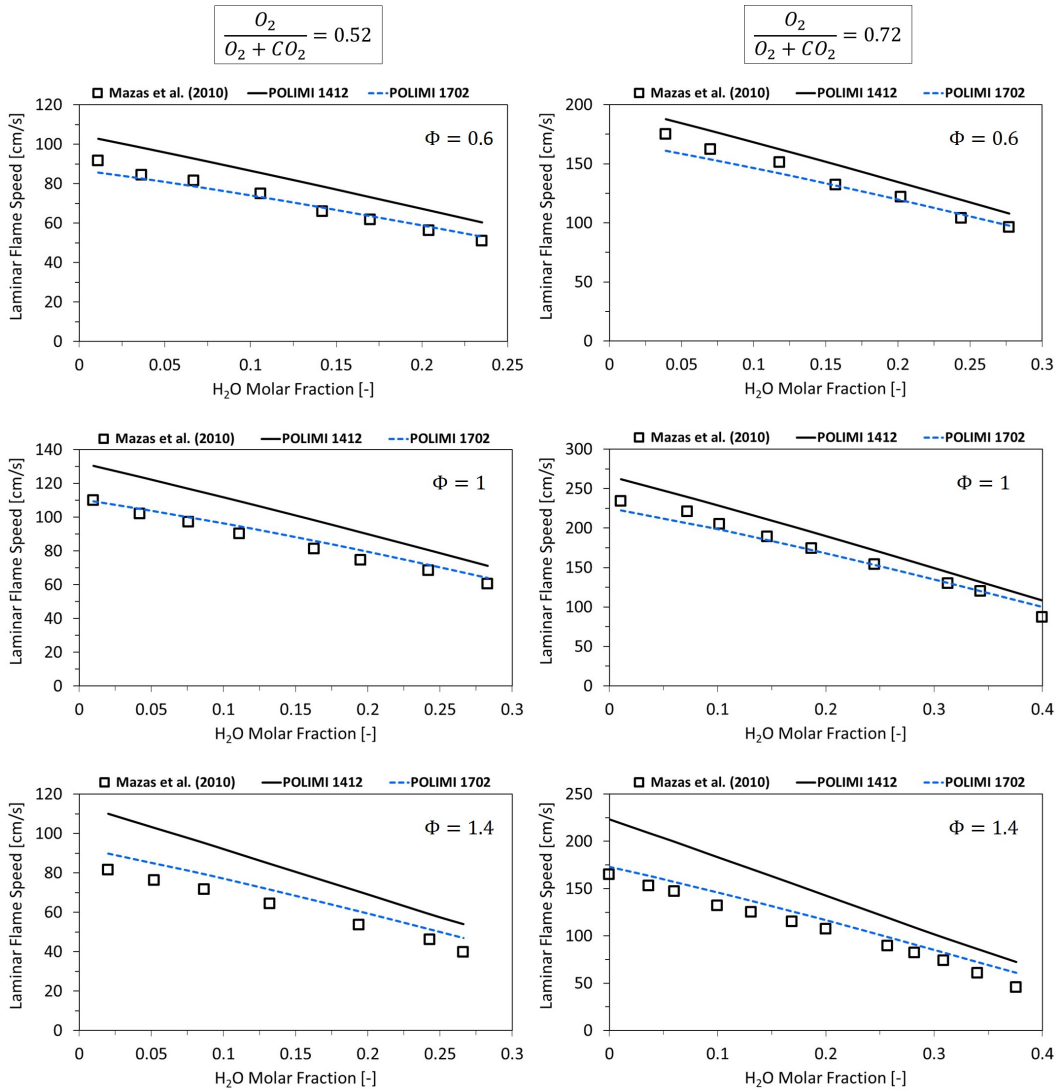 O₂ / (O₂ + CO₂) = 0.52
O₂ / (O₂ + CO₂) = 0.72
Mazas et al. (2010) POLIMI 1412 POLIMI 1702
Φ = 0.6
Laminar Flame Speed [cm/s]
120
100
80
60
40
20
0
0 0.05 0.1 0.15 0.2 0.25
H₂O Molar Fraction [-]
Mazas et al. (2010) POLIMI 1412 POLIMI 1702
Φ = 0.6
Laminar Flame Speed [cm/s]
200
150
100
50
0
0 0.05 0.1 0.15 0.2 0.25 0.3
H₂O Molar Fraction [-]
Mazas et al. (2010) POLIMI 1412 POLIMI 1702
Φ = 1
Laminar Flame Speed [cm/s]
140
120
100
80
60
40
20
0
0 0.05 0.1 0.15 0.2 0.25 0.3
H₂O Molar Fraction [-]
Mazas et al. (2010) POLIMI 1412 POLIMI 1702
Φ = 1
Laminar Flame Speed [cm/s]
300
250
200
150
100
50
0
0 0.1 0.2 0.3 0.4
H₂O Molar Fraction [-]
Mazas et al. (2010) POLIMI 1412 POLIMI 1702
Φ = 1.4
Laminar Flame Speed [cm/s]
120
100
80
60
40
20
0
0 0.05 0.1 0.15 0.2 0.25 0.3
H₂O Molar Fraction [-]
Mazas et al. (2010) POLIMI 1412 POLIMI 1702
Φ = 1.4
Laminar Flame Speed [cm/s]
250
200
150
100
50
0
0 0.1 0.2 0.3 0.4
H₂O Molar Fraction [-]